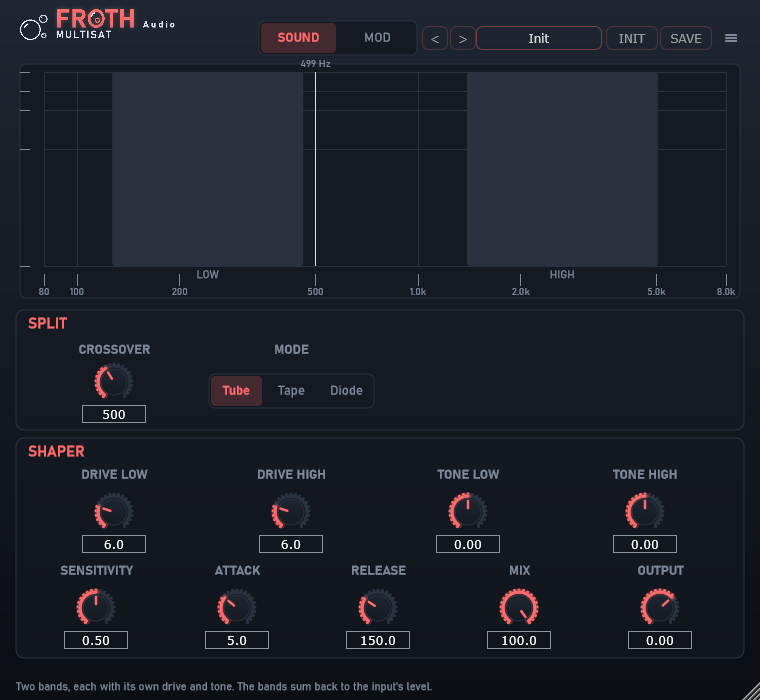 FROTH
MULTISAT
Audio
SOUND
MOD
<
>
Init
INIT
SAVE
499 Hz
LOW
HIGH
80
100
200
500
1.0k
2.0k
5.0k
8.0k
SPLIT
CROSSOVER
MODE
Tube
Tape
Diode
500
SHAPER
DRIVE LOW
DRIVE HIGH
TONE LOW
TONE HIGH
6.0
6.0
0.00
0.00
SENSITIVITY
ATTACK
RELEASE
MIX
OUTPUT
0.50
5.0
150.0
100.0
0.00
Two bands, each with its own drive and tone. The bands sum back to the input's level.